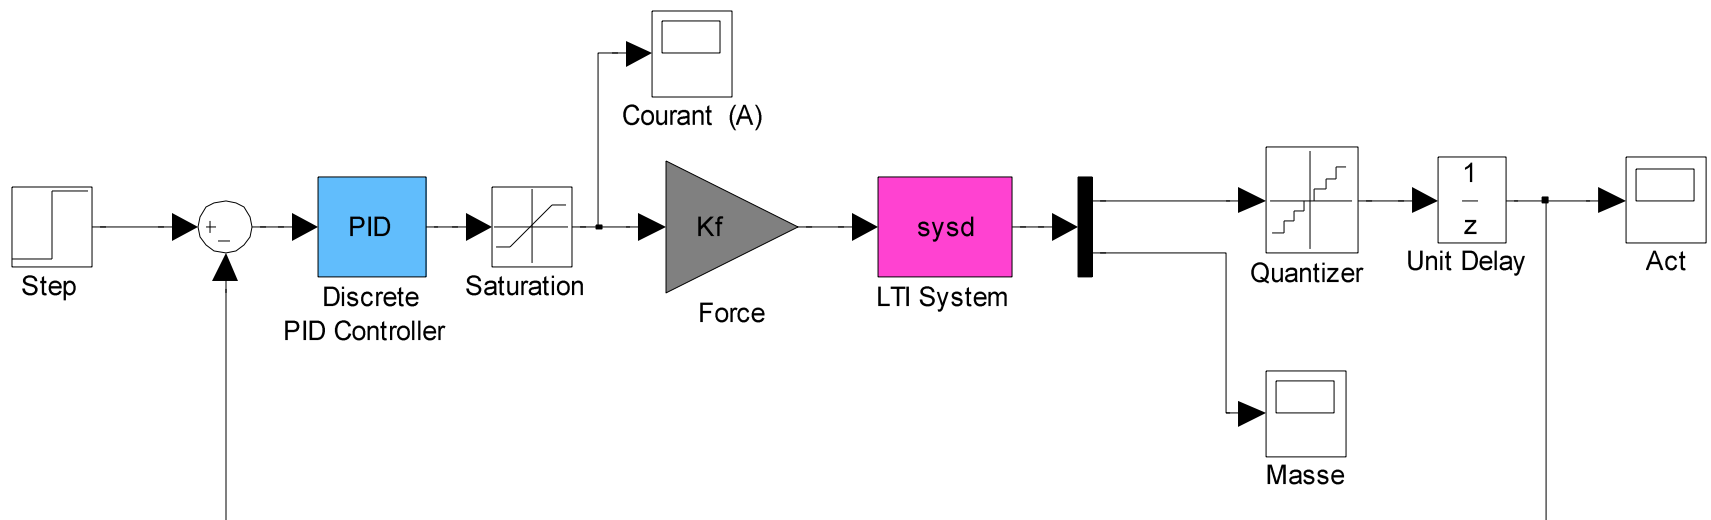 Courant (A)
+
−
PID
Kf
sysd
1
z
Step
Discrete
PID Controller
Saturation
Force
LTI System
Quantizer
Unit Delay
Act
Masse